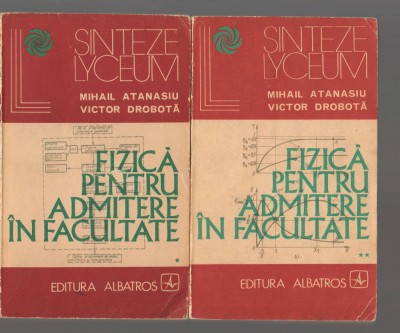 SINTEZE
LYCEUM
MIHAIL ATANASIU
VICTOR DROBOTĂ
FIZICĂ
PENTRU
ADMITERE
ÎN FACULTATE
*
EDITURA ALBATROS
SINTEZE
LYCEUM
MIHAIL ATANASIU
VICTOR DROBOTĂ
FIZICĂ
PENTRU
ADMITERE
ÎN FACULTATE
**
EDITURA ALBATROS